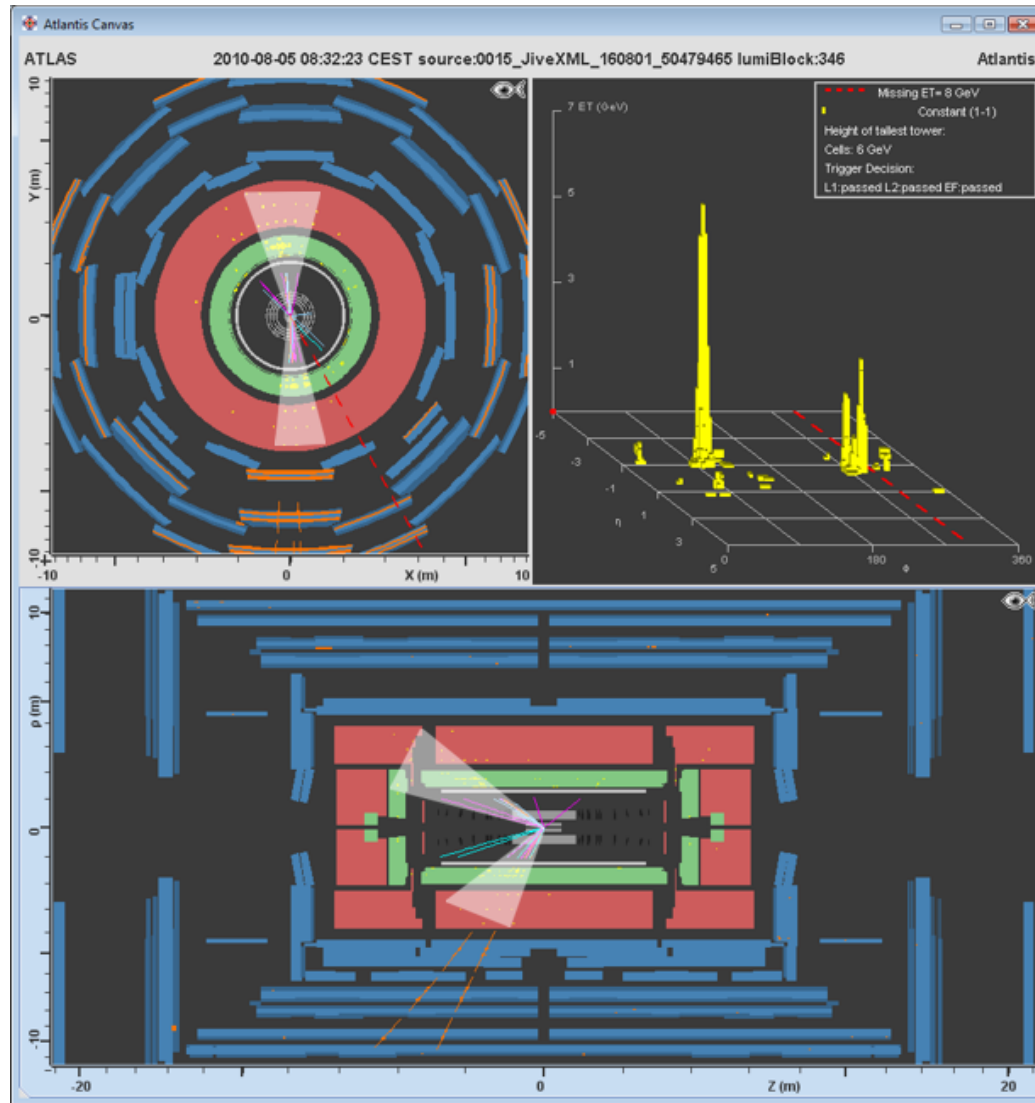 Atlantis Canvas
ATLAS 2010-08-05 08:32:23 CEST source:0015_JiveXML_160801_50479465 lumiBlock:346 Atlantis
10
Y (m)
0
-10
-10 0 X (m) 10
7 ET (GeV)
5
3
1
-5
-3
-1
η 1
3
5
0 180 Φ 360
Missing ET= 8 GeV
Constant (1-1)
Height of tallest tower:
Cells: 6 GeV
Trigger Decision:
L1:passed L2:passed EF:passed
10
ρ (m)
0
-10
-20 0 Z (m) 20